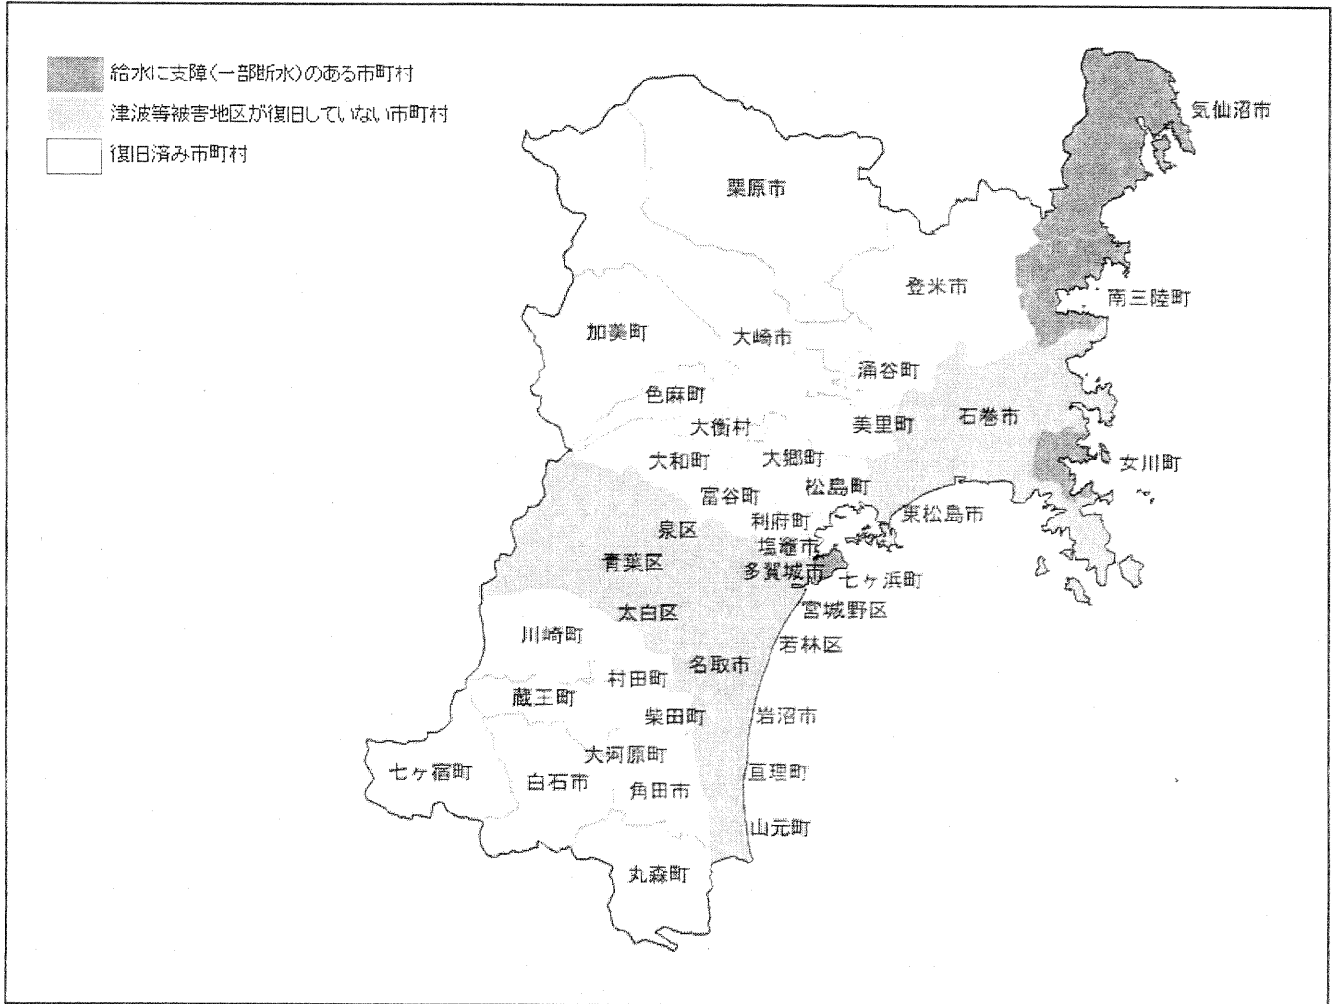 給水に支障(一部断水)のある市町村
津波等被害地区が復旧していない市町村
復旧済み市町村
気仙沼市
栗原市
登米市
南三陸町
加美町
大崎市
涌谷町
色麻町
石巻市
大衡村
美里町
大和町
大郷町
女川町
富谷町
松島町
利府町
東松島市
泉区
塩竈市
青葉区
多賀城市
七ヶ浜町
太白区
宮城野区
川崎町
若林区
名取市
村田町
蔵王町
柴田町
岩沼市
大河原町
七ヶ宿町
白石市
亘理町
角田市
山元町
丸森町